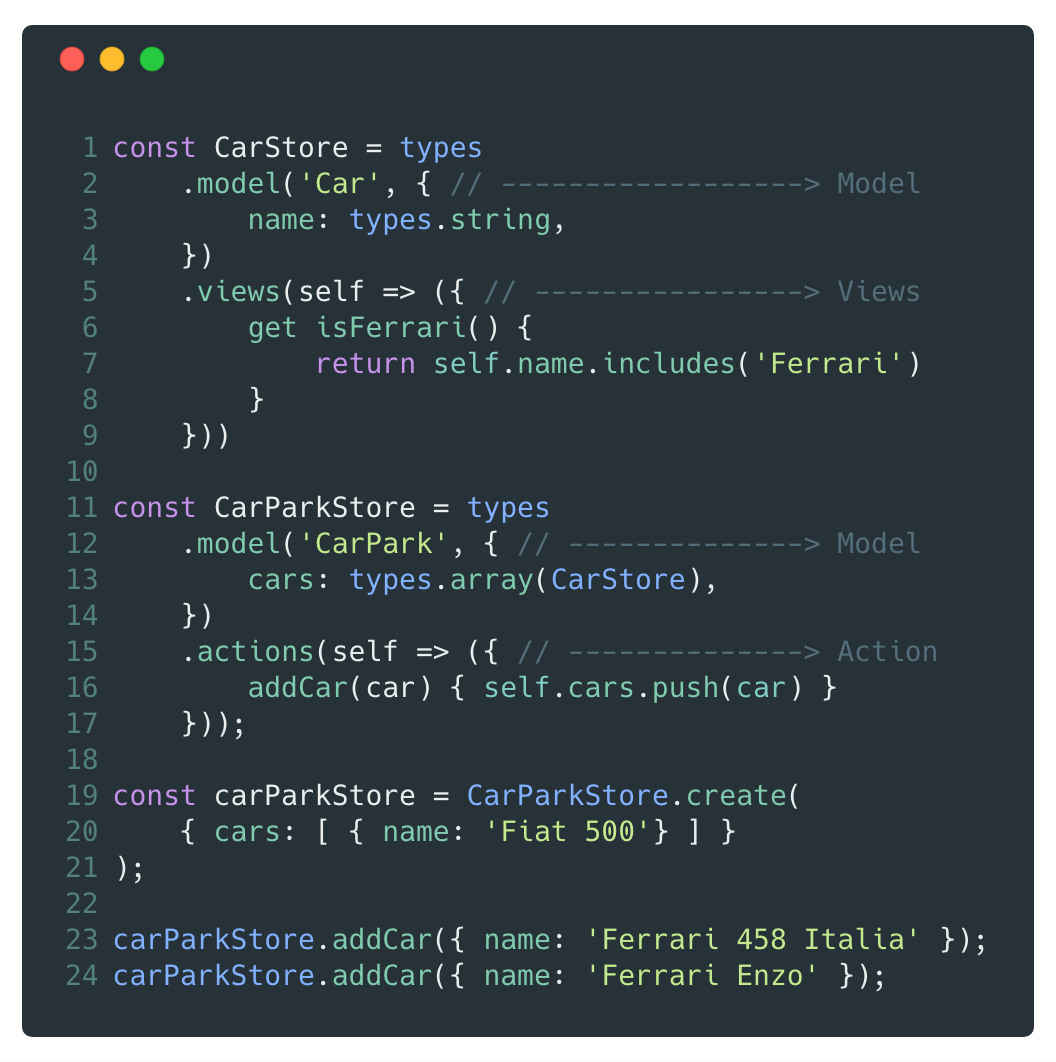 1 const CarStore = types
2     .model('Car', { // ------------------> Model
3         name: types.string,
4     })
5     .views(self => ({ // ----------------> Views
6         get isFerrari() {
7             return self.name.includes('Ferrari')
8         }
9     }))
10
11 const CarParkStore = types
12     .model('CarPark', { // --------------> Model
13         cars: types.array(CarStore),
14     })
15     .actions(self => ({ // --------------> Action
16         addCar(car) { self.cars.push(car) }
17     }));
18
19 const carParkStore = CarParkStore.create(
20     { cars: [ { name: 'Fiat 500'} ] }
21 );
22
23 carParkStore.addCar({ name: 'Ferrari 458 Italia' });
24 carParkStore.addCar({ name: 'Ferrari Enzo' });